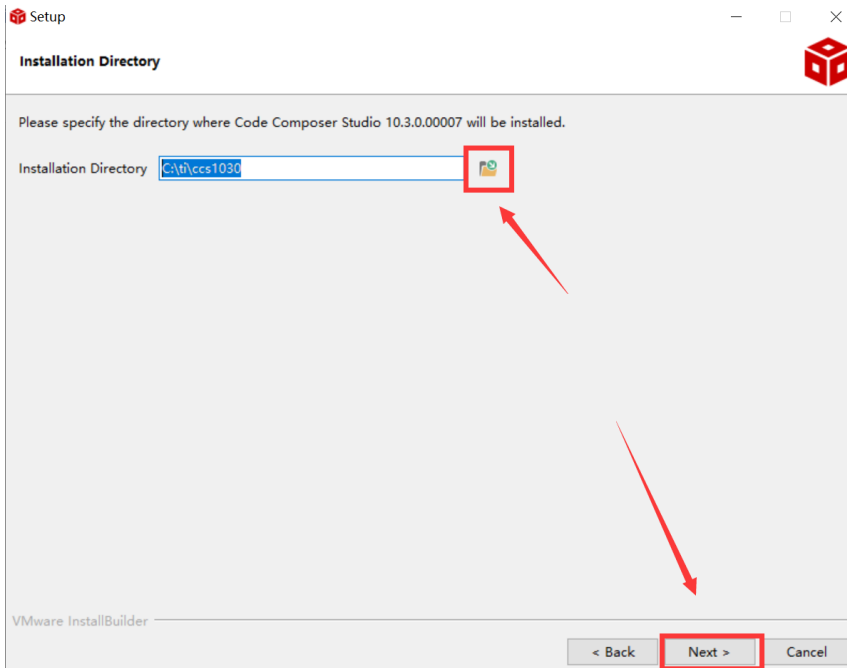 Setup
Installation Directory
Please specify the directory where Code Composer Studio 10.3.0.00007 will be installed.
Installation Directory C:\ti\ccs1030
VMware InstallBuilder
< Back Next > Cancel